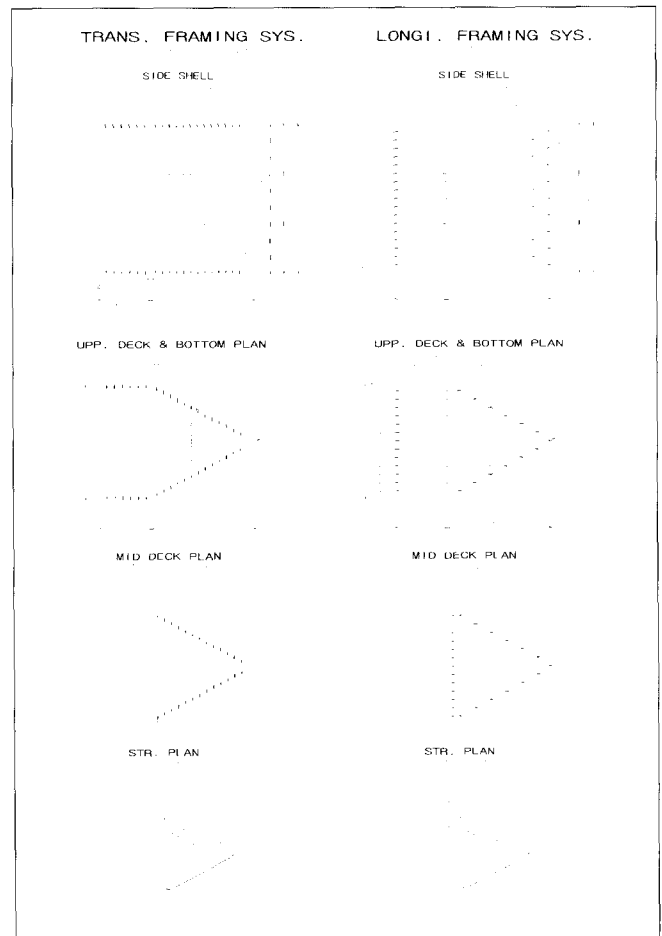 TRANS. FRAMING SYS.
SIDE SHELL
UPP. DECK & BOTTOM PLAN
MID DECK PLAN
STR. PLAN
LONGI. FRAMING SYS.
SIDE SHELL
UPP. DECK & BOTTOM PLAN
MID DECK PLAN
STR. PLAN